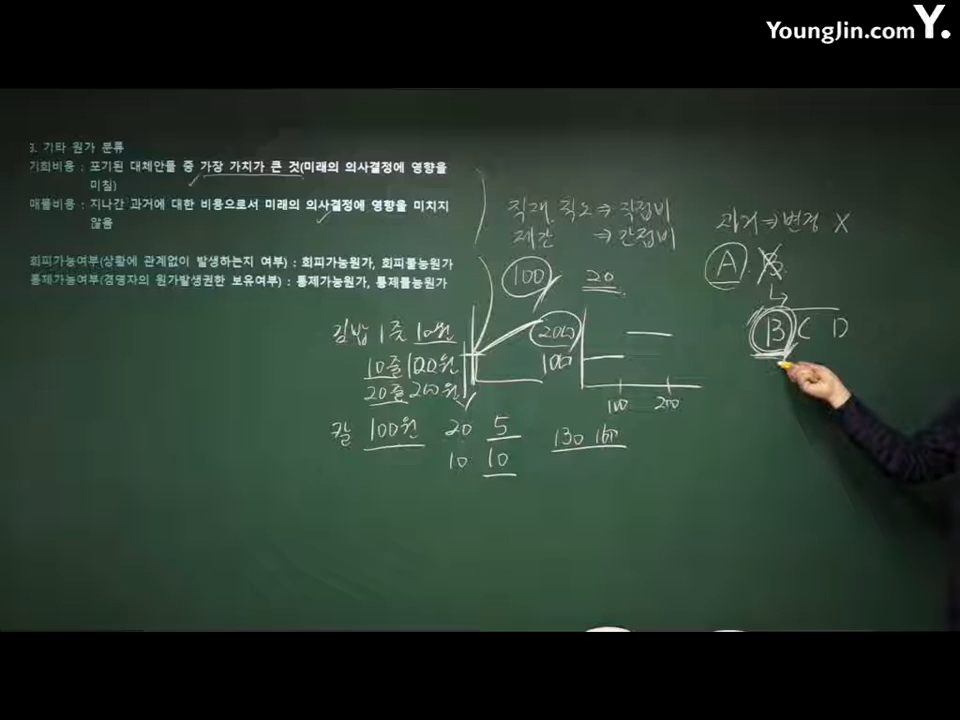 YoungJin.com Y.
3. 기타 원가 분류
기회비용 : 포기된 대체안들 중 가장 가치가 큰 것(미래의 의사결정에 영향을
미침)
매몰비용 : 지나간 과거에 대한 비용으로서 미래의 의사결정에 영향을 미치지
않음
회피가능여부(상황에 관계없이 발생하는지 여부) : 회피가능원가, 회피불능원가
통제가능여부(경영자의 원가발생권한 보유여부) : 통제가능원가, 통제불능원가
직재 직노 ⇒ 직접비
제간 ⇒ 간접비
과거 ⇒ 변경 X
100 20
A
B C D
김밥 1줄 10원
10줄 100원
20줄 200원
200
100
100 200
칼 100원
20 5
10 10
130